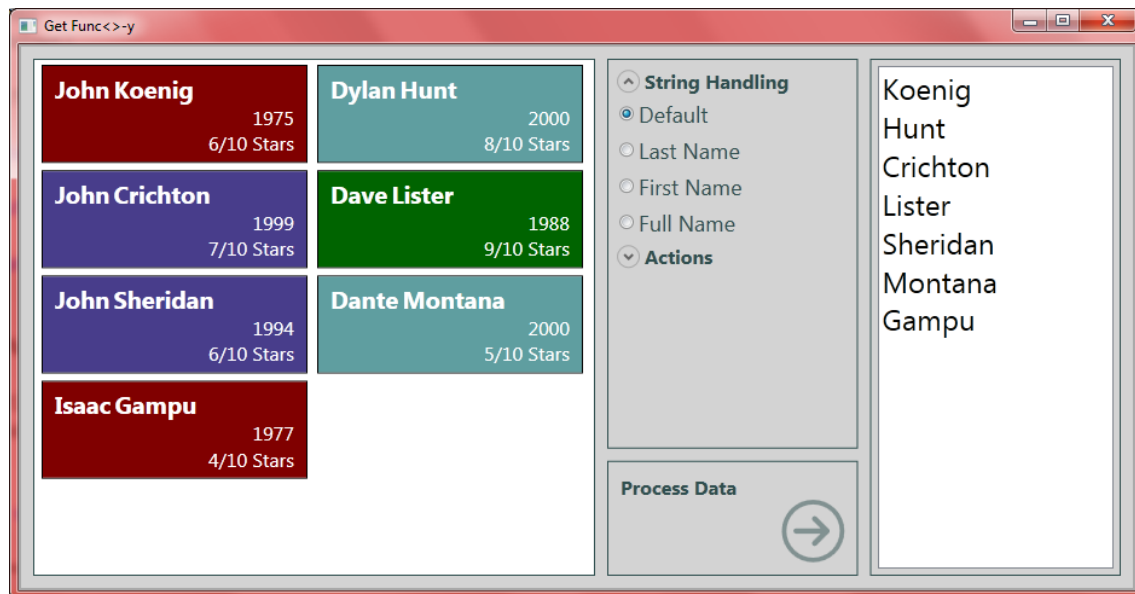 Get Func<>-y
John Koenig
1975
6/10 Stars
Dylan Hunt
2000
8/10 Stars
John Crichton
1999
7/10 Stars
Dave Lister
1988
9/10 Stars
John Sheridan
1994
6/10 Stars
Dante Montana
2000
5/10 Stars
Isaac Gampu
1977
4/10 Stars
String Handling
Default
Last Name
First Name
Full Name
Actions
Process Data
Koenig
Hunt
Crichton
Lister
Sheridan
Montana
Gampu